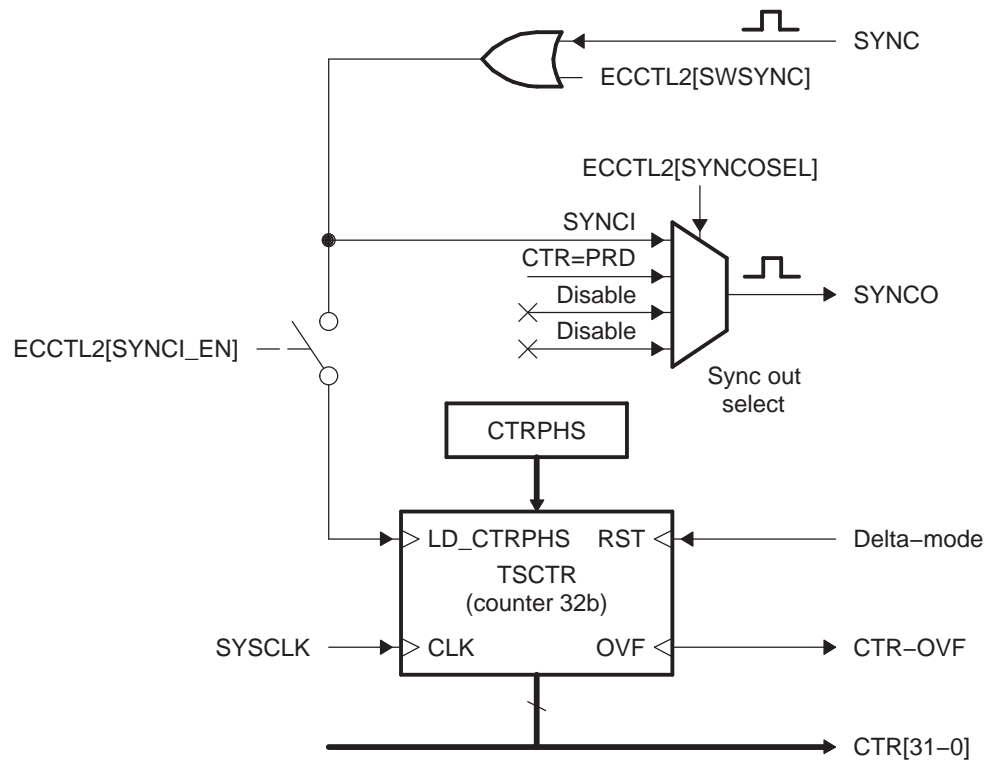 SYNC
ECCTL2[SWSYNC]
ECCTL2[SYNCOSEL]
SYNCI
CTR=PRD
Disable
SYNCO
Disable
ECCTL2[SYNCI_EN]
Sync out
select
CTRPHS
LD_CTRPHS RST
Delta−mode
TSCTR
(counter 32b)
SYSCLK
CLK OVF
CTR−OVF
CTR[31−0]